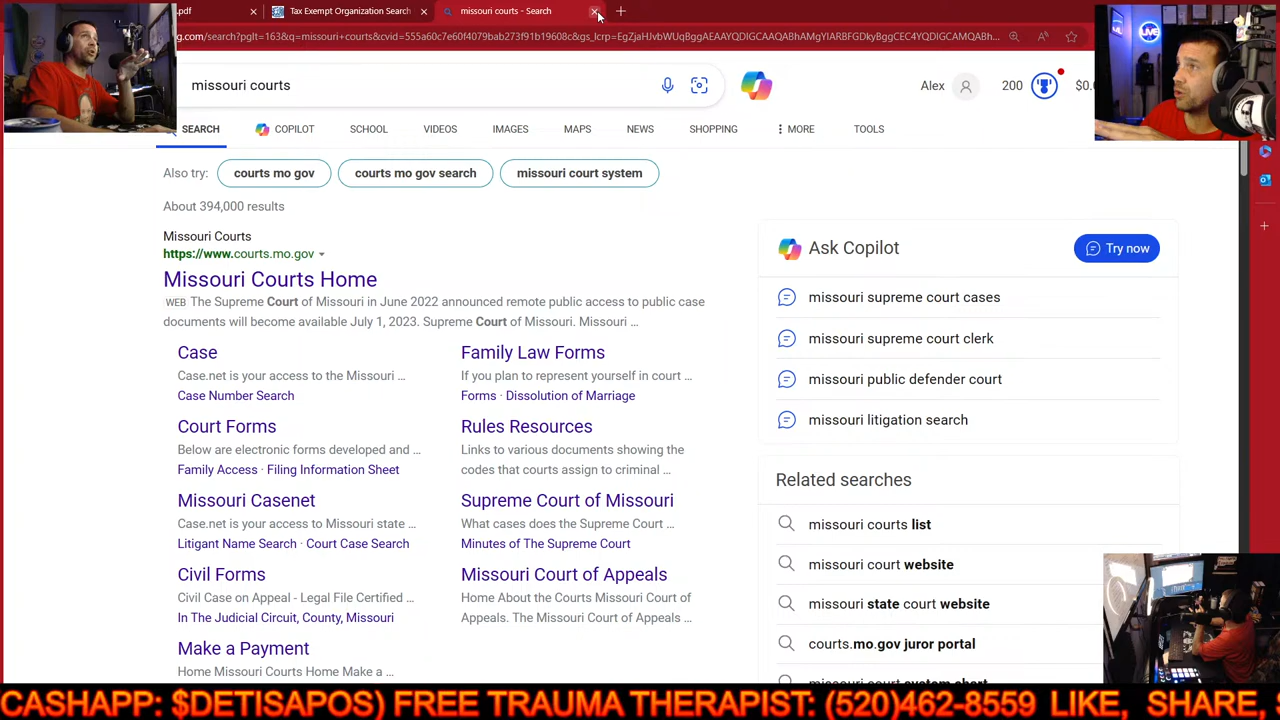 .pdf
Tax Exempt Organization Search
missouri courts - Search
g.com/search?pglt=163&q=missouri+courts&cvid=555a60c7e60f4079bab273f91b19608c&gs_lcrp=EgZjaHJvbWUqBggAEAAYQDIGCAAQABhAMgYIARBFGDkyBggCEC4YQDIGCAMQABh...
missouri courts
Alex
200
$0.
LIVE
SEARCH
COPILOT
SCHOOL
VIDEOS
IMAGES
MAPS
NEWS
SHOPPING
MORE
TOOLS
Also try:
courts mo gov
courts mo gov search
missouri court system
About 394,000 results
Missouri Courts
https://www.courts.mo.gov
Missouri Courts Home
WEB The Supreme Court of Missouri in June 2022 announced remote public access to public case
documents will become available July 1, 2023. Supreme Court of Missouri. Missouri ...
Case
Case.net is your access to the Missouri ...
Case Number Search
Family Law Forms
If you plan to represent yourself in court ...
Forms · Dissolution of Marriage
Court Forms
Below are electronic forms developed and ...
Family Access · Filing Information Sheet
Rules Resources
Links to various documents showing the
codes that courts assign to criminal ...
Missouri Casenet
Case.net is your access to Missouri state ...
Litigant Name Search · Court Case Search
Supreme Court of Missouri
What cases does the Supreme Court ...
Minutes of The Supreme Court
Civil Forms
Civil Case on Appeal - Legal File Certified ...
In The Judicial Circuit, County, Missouri
Missouri Court of Appeals
Home About the Courts Missouri Court of
Appeals. The Missouri Court of Appeals ...
Make a Payment
Home Missouri Courts Home Make a ...
Ask Copilot
Try now
missouri supreme court cases
missouri supreme court clerk
missouri public defender court
missouri litigation search
Related searches
missouri courts list
missouri court website
missouri state court website
courts.mo.gov juror portal
CASHAPP: $DETISAPOS) FREE TRAUMA THERAPIST: (520)462-8559 LIKE, SHARE,